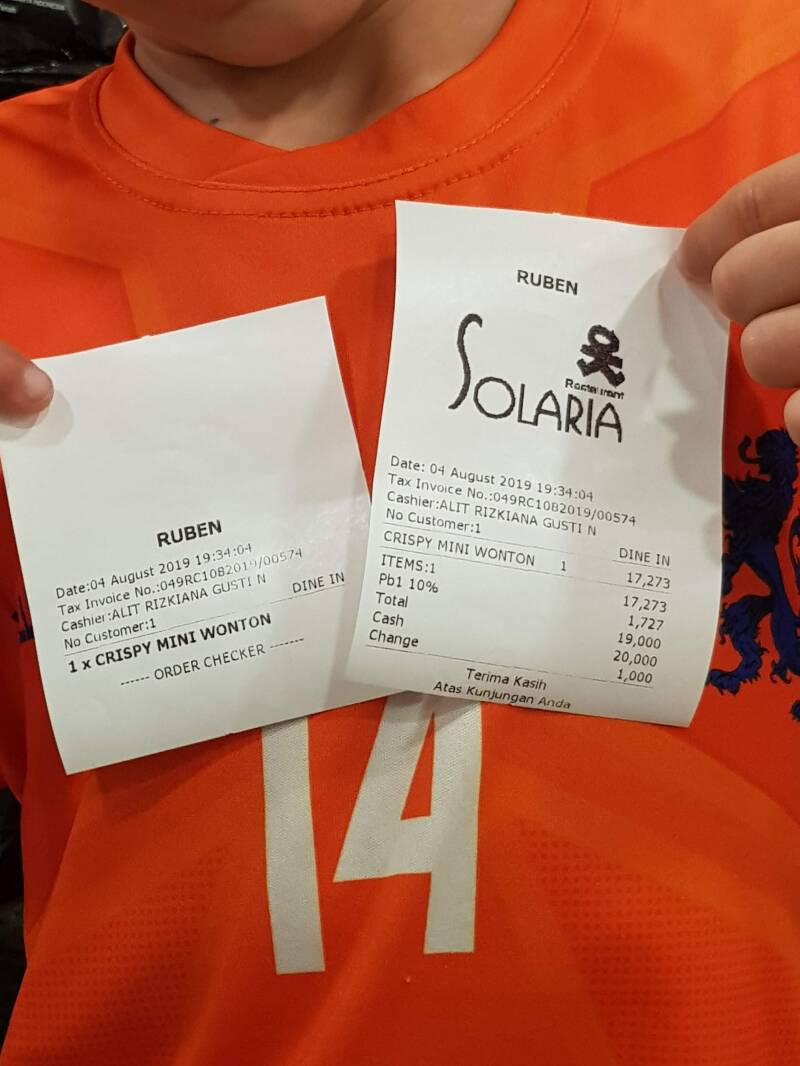 RUBEN
Date:04 August 2019 19:34:04
Tax Invoice No.:049RC1082019/00574
Cashier:ALIT RIZKIANA GUSTI N
No Customer:1
DINE IN
1 x CRISPY MINI WONTON
------ ORDER CHECKER -------
RUBEN
Restaurant
SOLARIA
Date: 04 August 2019 19:34:04
Tax Invoice No.:049RC1082019/00574
Cashier:ALIT RIZKIANA GUSTI N
No Customer:1 DINE IN
CRISPY MINI WONTON 1 17,273
ITEMS:1 17,273
Pb1 10% 1,727
Total 19,000
Cash 20,000
Change 1,000
Terima Kasih
Atas Kunjungan Anda
14